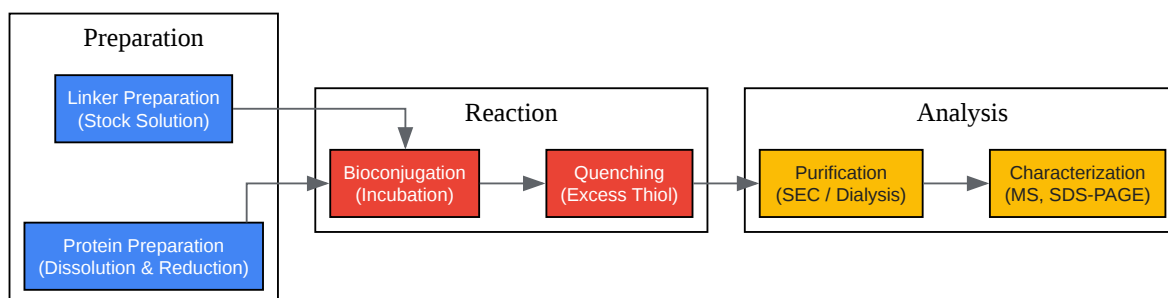 Preparation
Linker Preparation
(Stock Solution)
Protein Preparation
(Dissolution & Reduction)
Reaction
Bioconjugation
(Incubation)
Quenching
(Excess Thiol)
Analysis
Purification
(SEC / Dialysis)
Characterization
(MS, SDS-PAGE)